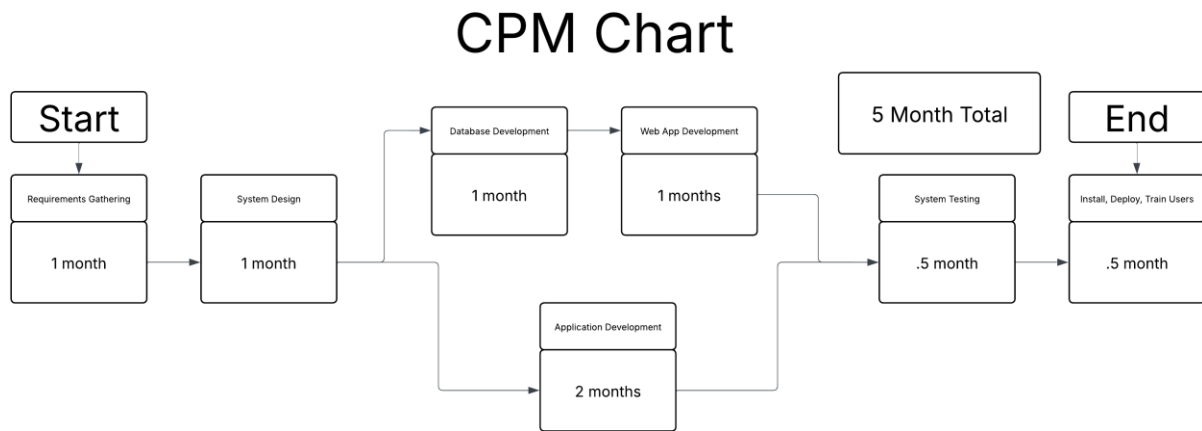 CPM Chart
Start
Requirements Gathering
1 month
System Design
1 month
Database Development
1 month
Web App Development
1 months
Application Development
2 months
5 Month Total
System Testing
.5 month
End
Install, Deploy, Train Users
.5 month